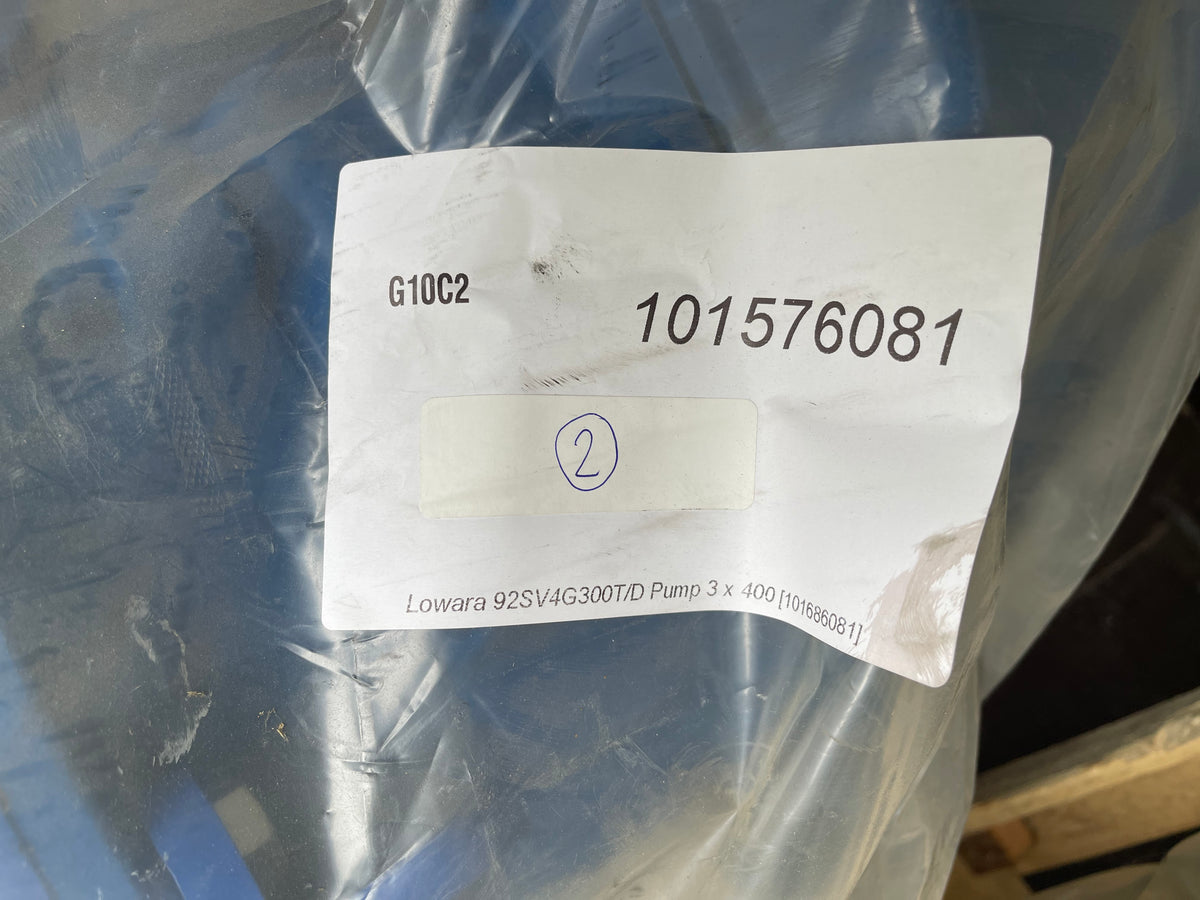 G10C2
101576081
2
Lowara 92SV4G300T/D Pump 3 x 400 [101686081]